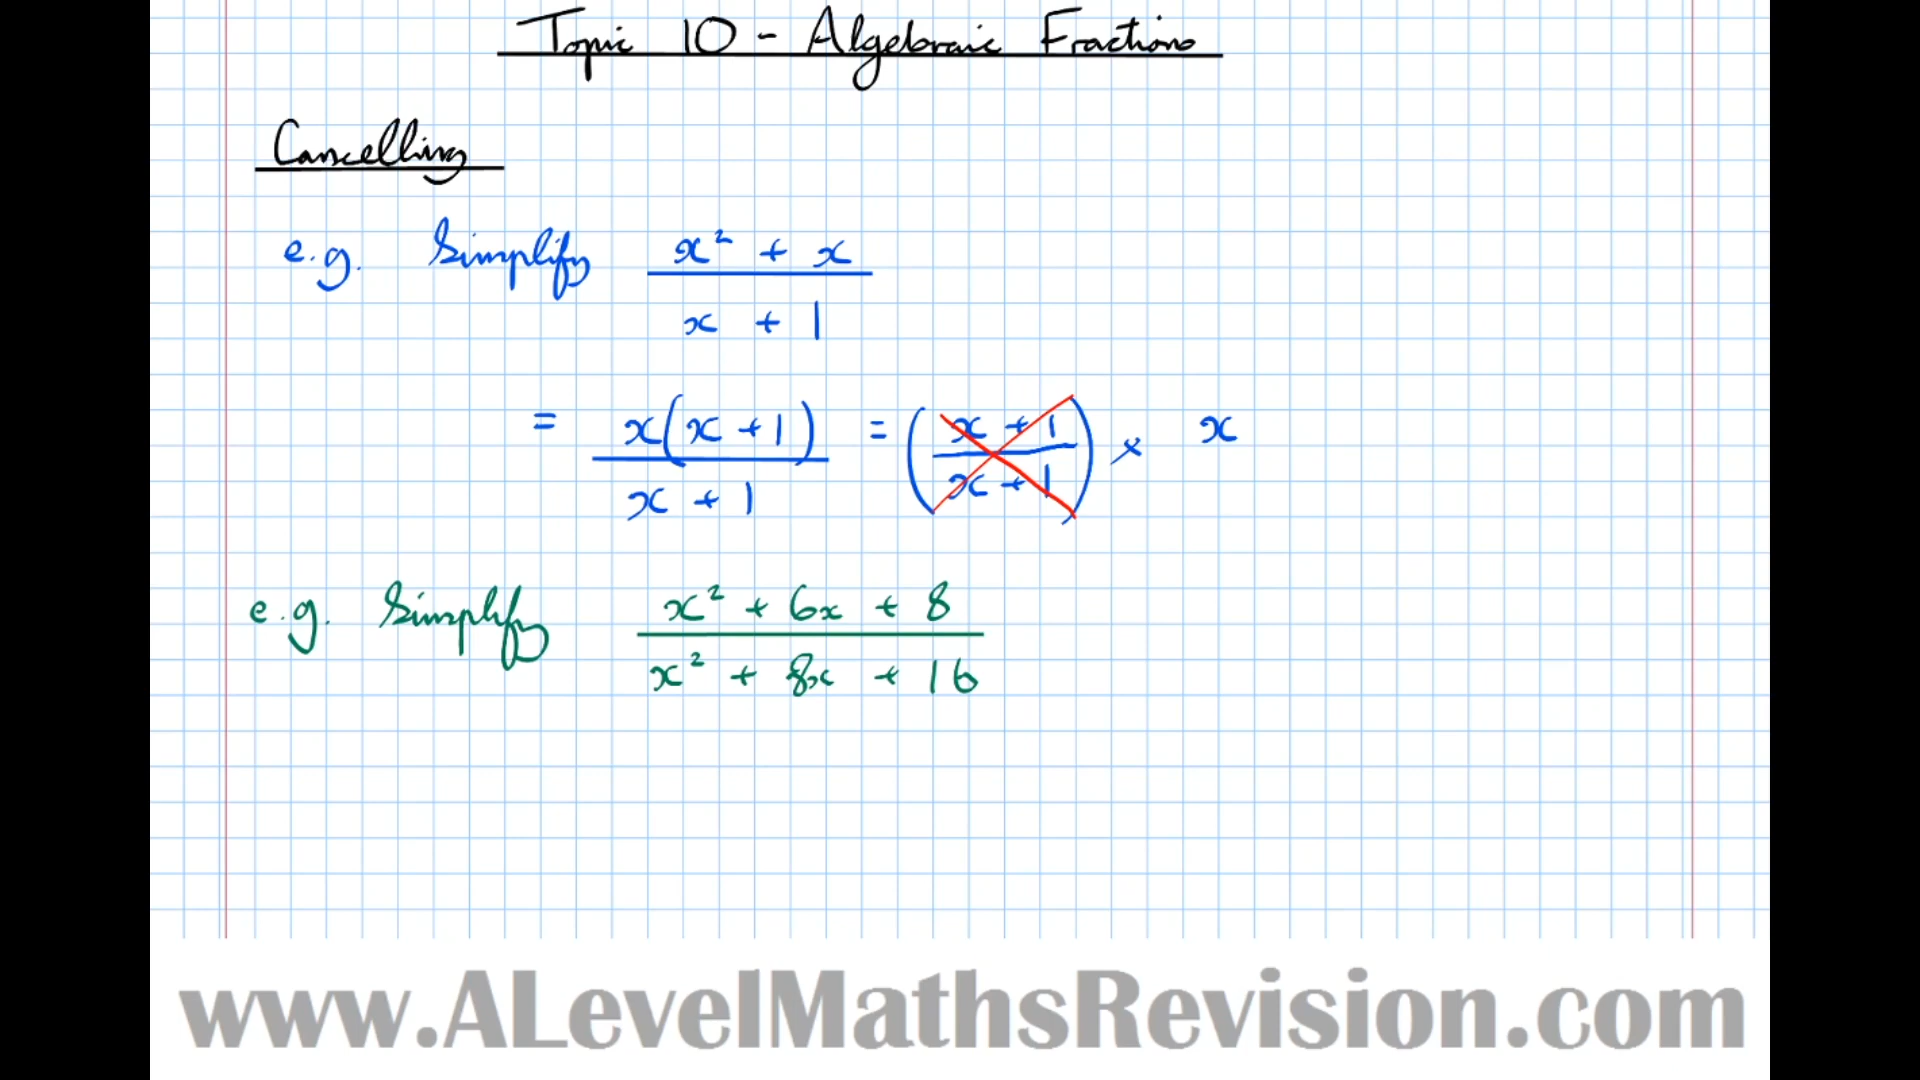 Topic 10 - Algebraic Fractions
Cancelling
e.g. Simplify (x² + x) / (x + 1)
= x(x + 1) / (x + 1) = ((x + 1) / (x + 1)) × x
e.g. Simplify (x² + 6x + 8) / (x² + 8x + 16)
www.ALevelMathsRevision.com